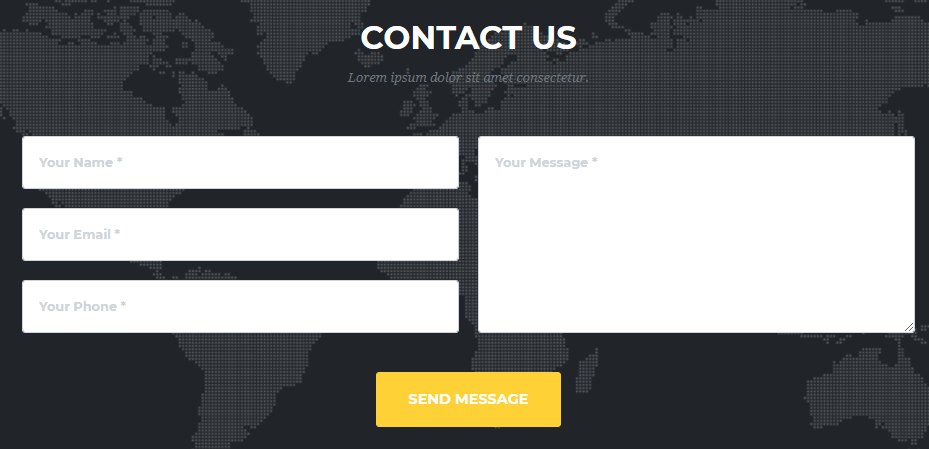 CONTACT US
Lorem ipsum dolor sit amet consectetur.
Your Name *
Your Email *
Your Phone *
Your Message *
SEND MESSAGE